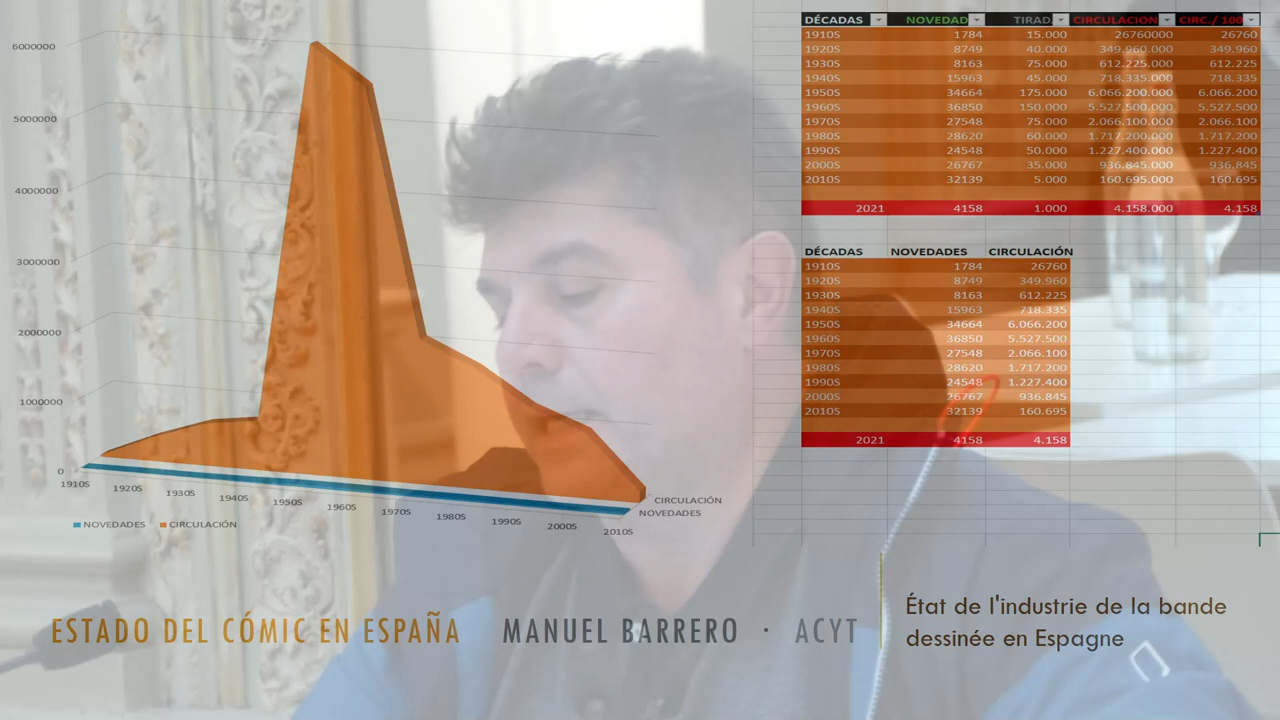 6000000
5000000
4000000
3000000
2000000
1000000
0
1910S
1920S
1930S
1940S
1950S
1960S
1970S
1980S
1990S
2000S
2010S
CIRCULACIÓN
NOVEDADES
NOVEDADES CIRCULACIÓN
DÉCADAS NOVEDAD TIRAD. CIRCULACION CIRC./ 100
1910S 1784 15.000 26760000 26760
1920S 8749 40.000 349.960.000 349.960
1930S 8163 75.000 612.225.000 612.225
1940S 15963 45.000 718.335.000 718.335
1950S 34664 175.000 6.066.200.000 6.066.200
1960S 36850 150.000 5.527.500.000 5.527.500
1970S 27548 75.000 2.066.100.000 2.066.100
1980S 28620 60.000 1.717.200.000 1.717.200
1990S 24548 50.000 1.227.400.000 1.227.400
2000S 26767 35.000 936.845.000 936.845
2010S 32139 5.000 160.695.000 160.695
2021 4158 1.000 4.158.000 4.158
DÉCADAS NOVEDADES CIRCULACIÓN
1910S 1784 26760
1920S 8749 349.960
1930S 8163 612.225
1940S 15963 718.335
1950S 34664 6.066.200
1960S 36850 5.527.500
1970S 27548 2.066.100
1980S 28620 1.717.200
1990S 24548 1.227.400
2000S 26767 936.845
2010S 32139 160.695
2021 4158 4.158
ESTADO DEL CÓMIC EN ESPAÑA MANUEL BARRERO · ACYT
État de l'industrie de la bande
dessinée en Espagne